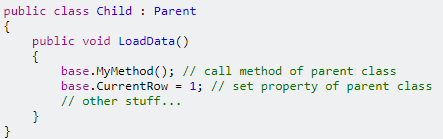 public class Child : Parent
{
    public void LoadData()
    {
        base.MyMethod(); // call method of parent class
        base.CurrentRow = 1; // set property of parent class
        // other stuff...
    }
}